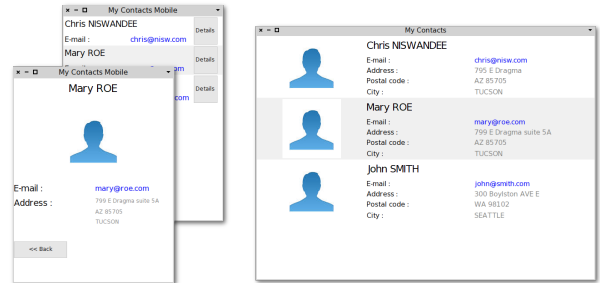 My Contacts Mobile
Chris NISWANDEE
E-mail : chris@nisw.com
Details
Mary ROE
Details
com
Details
My Contacts Mobile
Mary ROE
E-mail : mary@roe.com
Address : 799 E Dragma suite 5A
AZ 85705
TUCSON
<< Back
My Contacts
Chris NISWANDEE
E-mail : chris@nisw.com
Address : 795 E Dragma
Postal code : AZ 85705
City : TUCSON
Mary ROE
E-mail : mary@roe.com
Address : 799 E Dragma suite 5A
Postal code : AZ 85705
City : TUCSON
John SMITH
E-mail : john@smith.com
Address : 300 Boylston AVE E
Postal code : WA 98102
City : SEATTLE